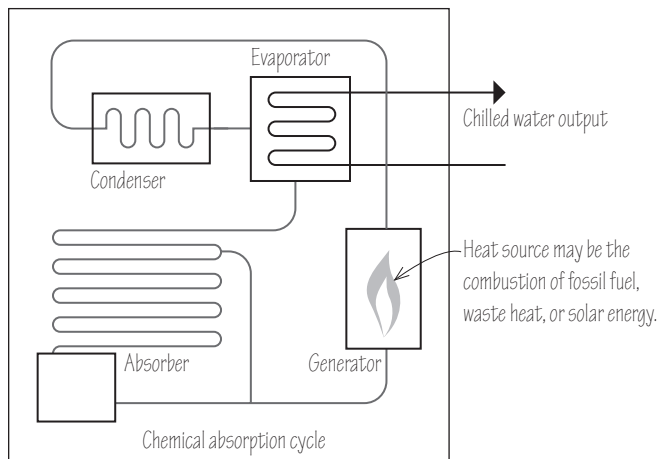 Evaporator
Chilled water output
Condenser
Heat source may be the
combustion of fossil fuel,
waste heat, or solar energy.
Absorber
Generator
Chemical absorption cycle